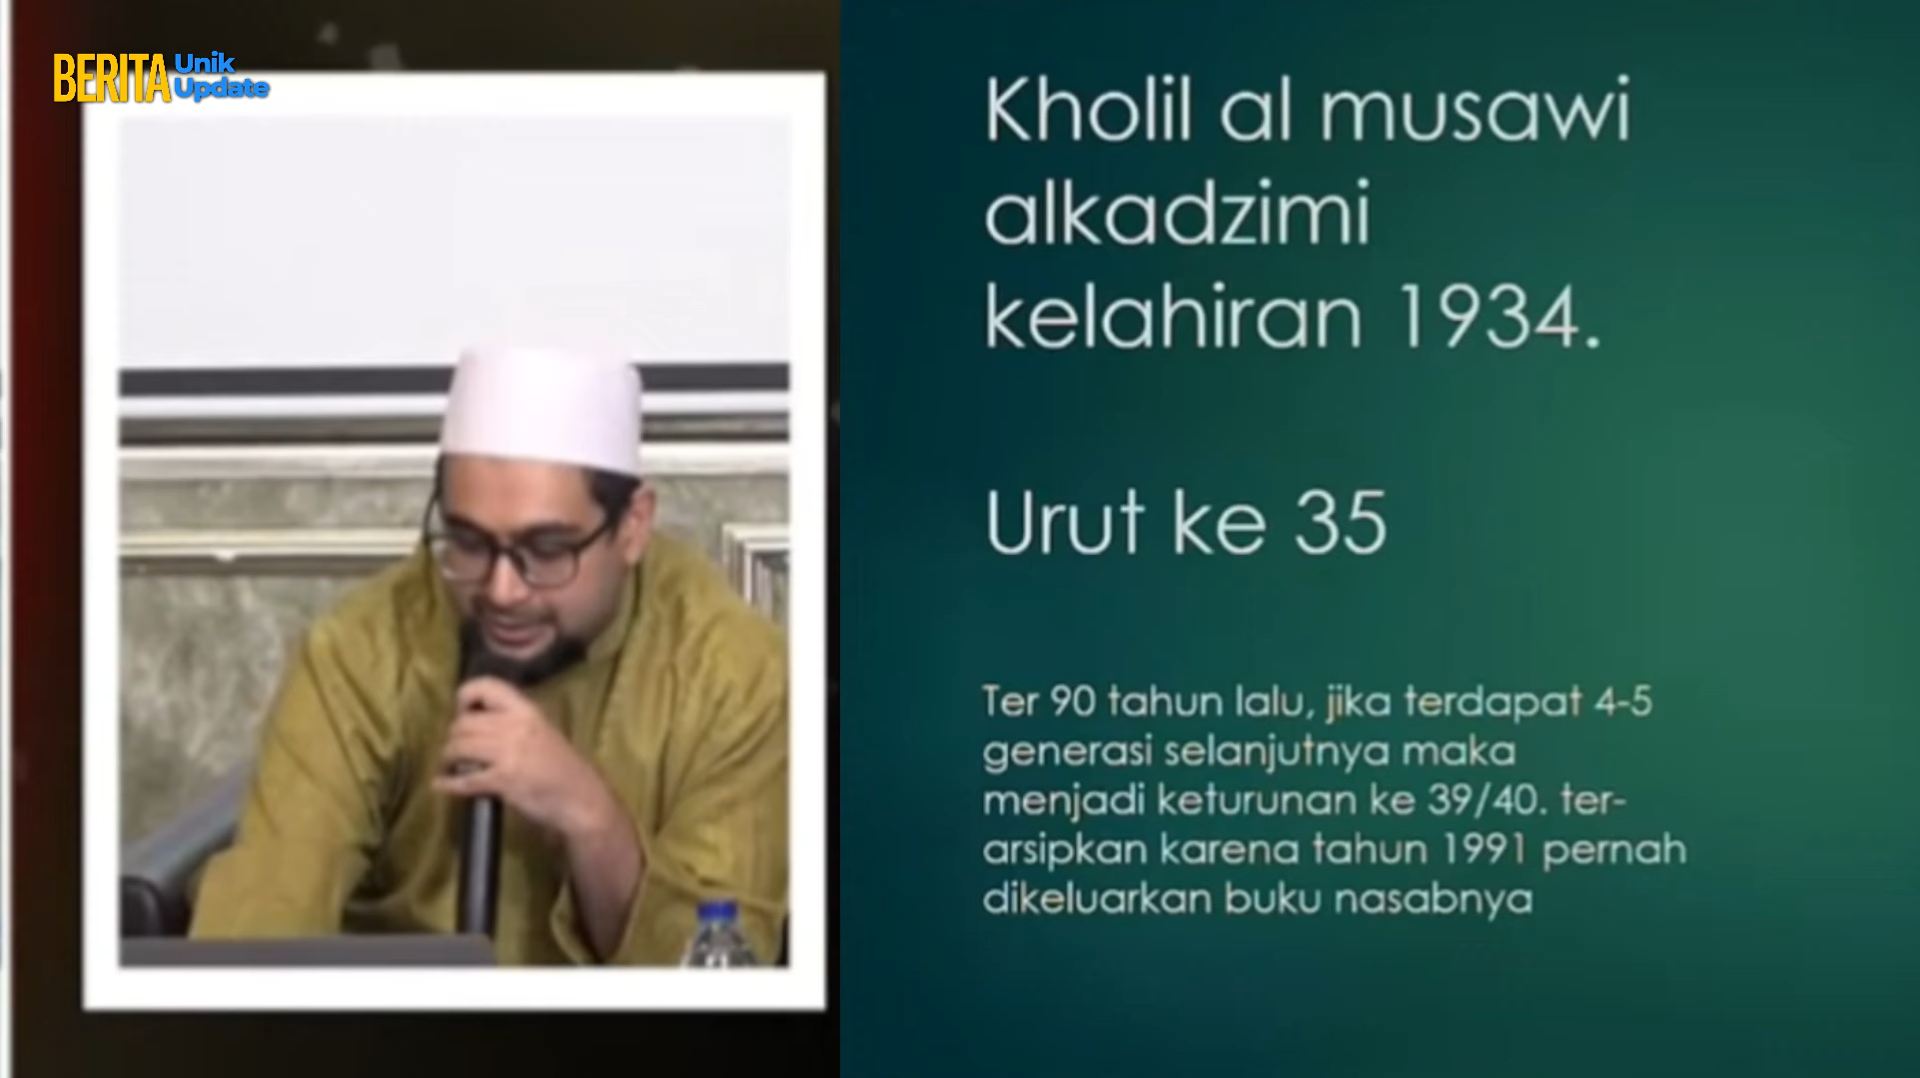 BERITA Unik
Update
Kholil al musawi
alkadzimi
kelahiran 1934.
Urut ke 35
Ter 90 tahun lalu, jika terdapat 4-5
generasi selanjutnya maka
menjadi keturunan ke 39/40. ter-
arsipkan karena tahun 1991 pernah
dikeluarkan buku nasabnya